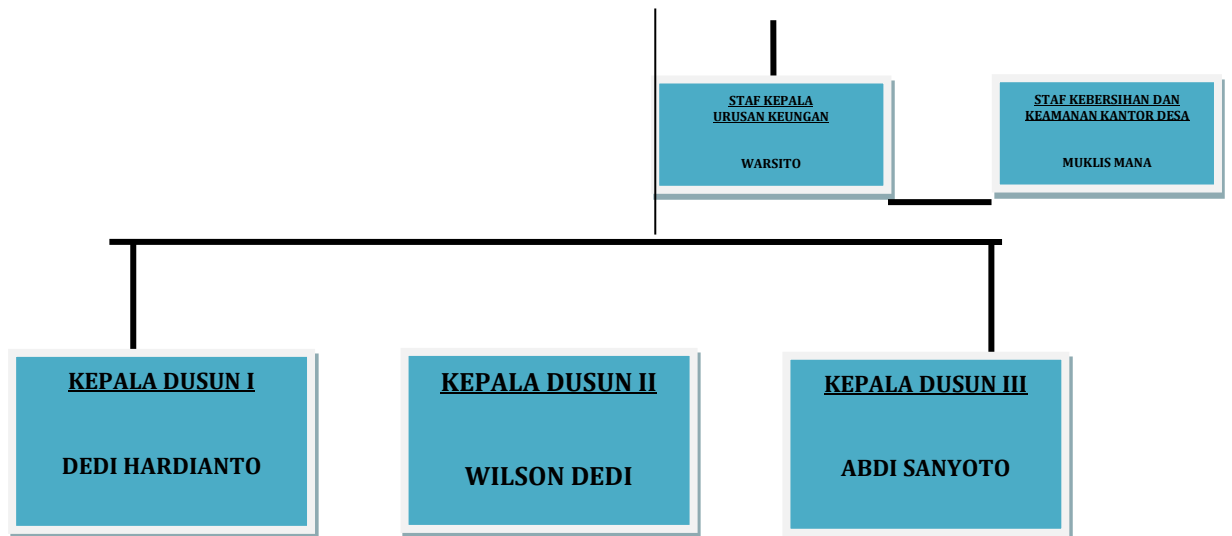 STAF KEPALA
URUSAN KEUNGAN
WARSITO
STAF KEBERSIHAN DAN
KEAMANAN KANTOR DESA
MUKLIS MANA
KEPALA DUSUN I
DEDI HARDIANTO
KEPALA DUSUN II
WILSON DEDI
KEPALA DUSUN III
ABDI SANYOTO